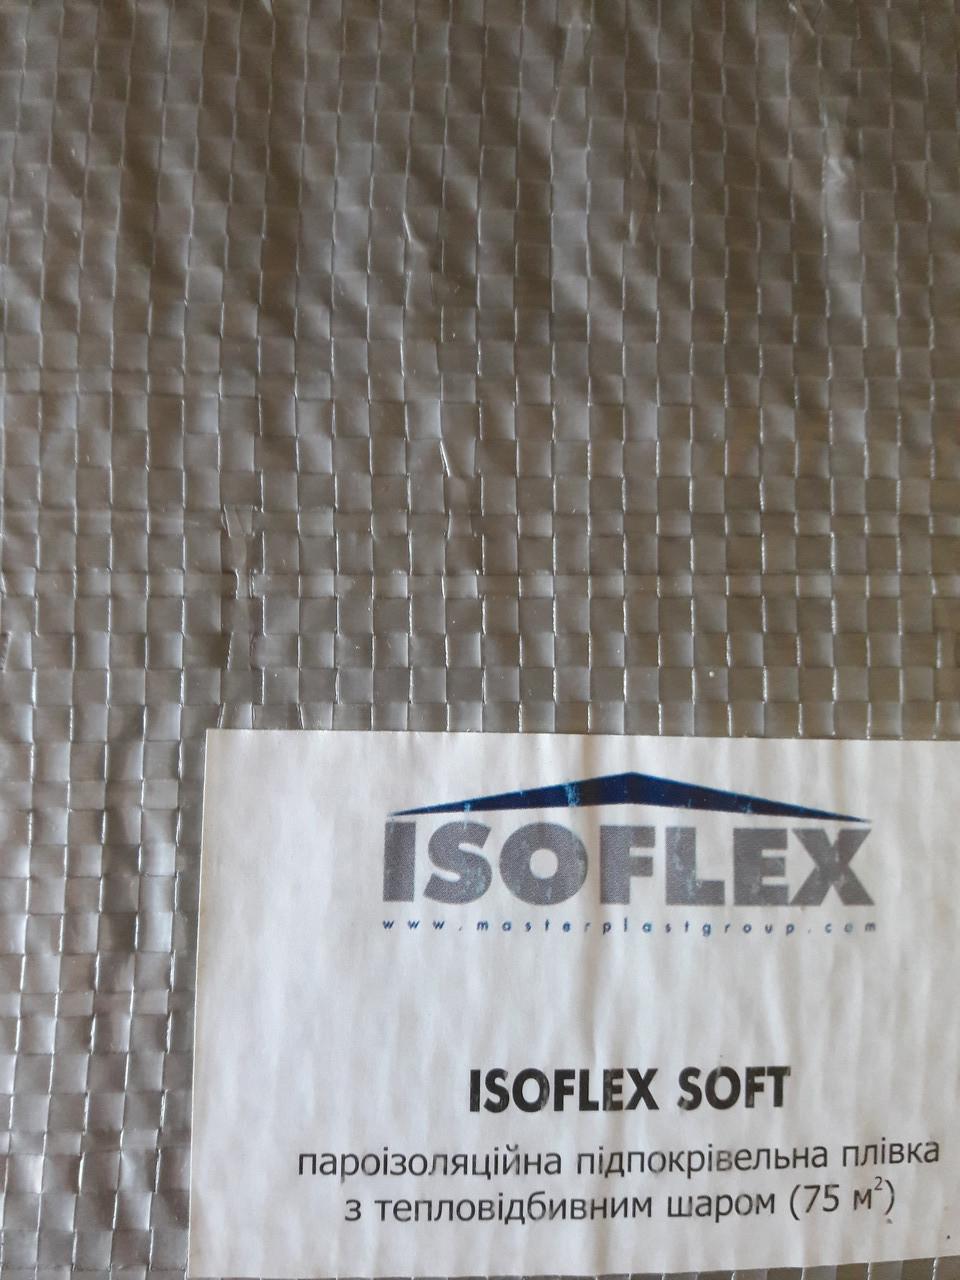 ISOFLEX
www.masterplastgroup.com
ISOFLEX SOFT
пароізоляційна підпокрівельна плівка
з тепловідбивним шаром (75 м²)